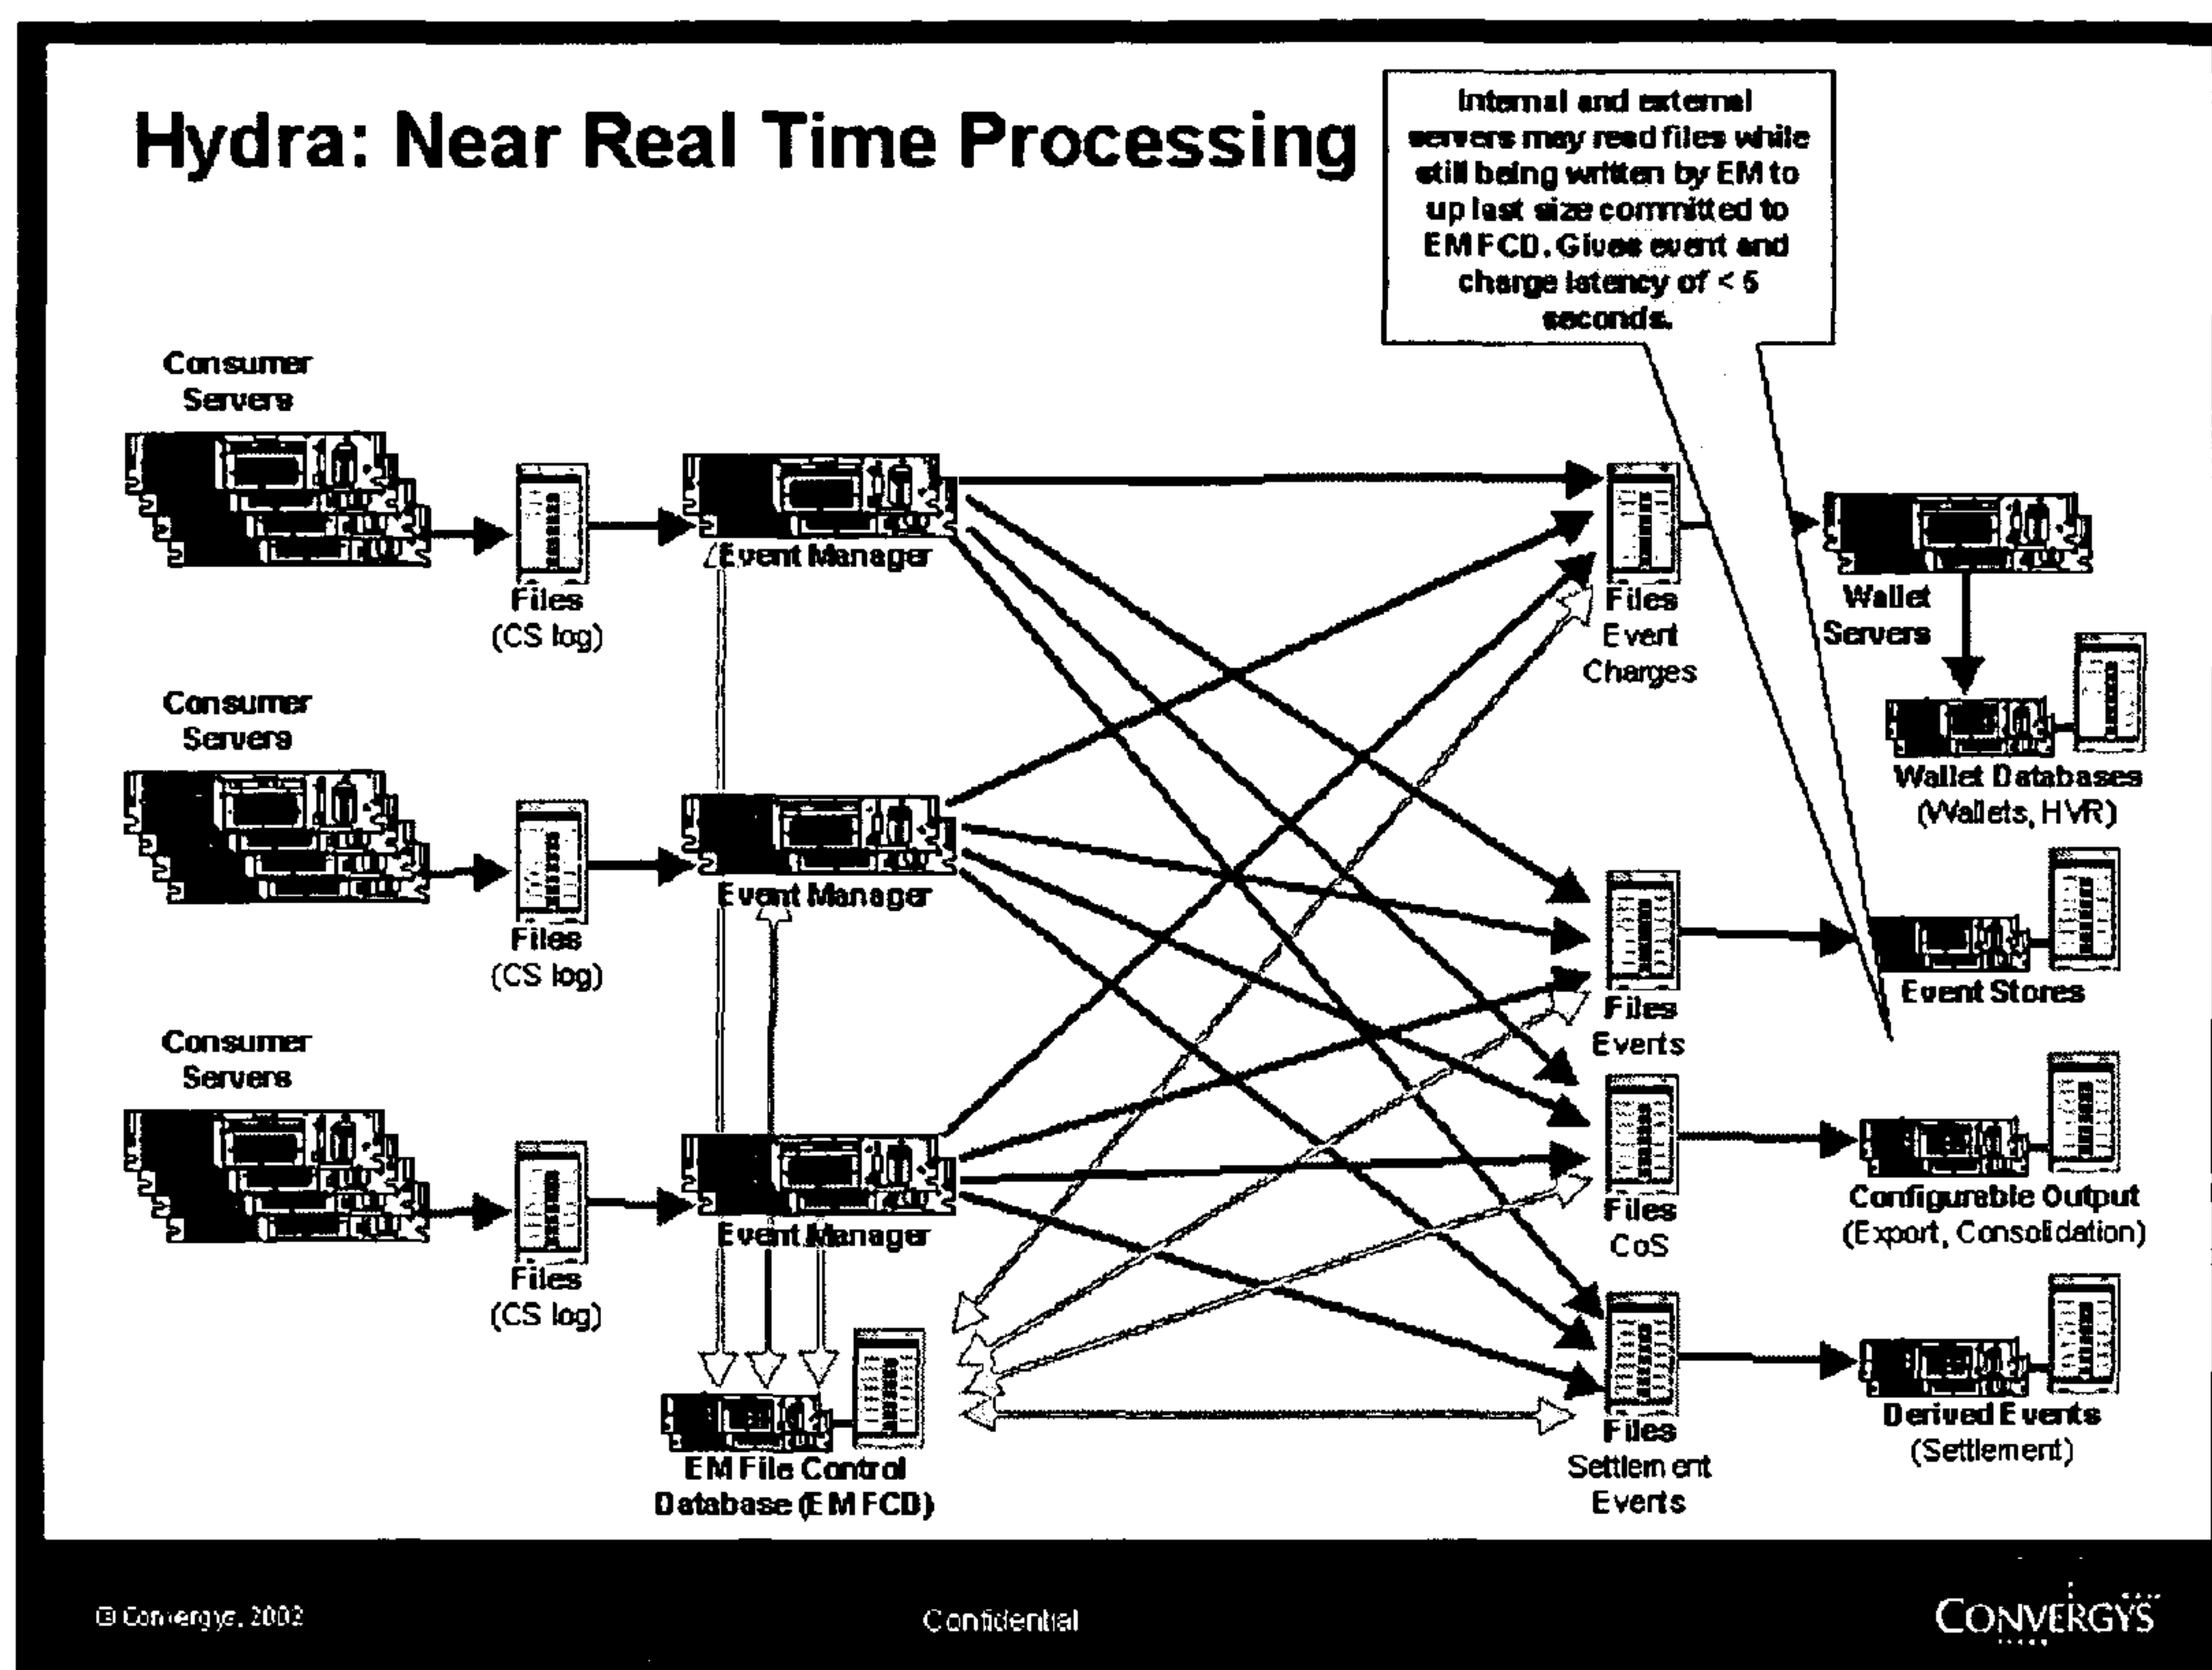 Hydra: Near Real Time Processing
Internal and external
servers may read files while
still being written by EM to
up last size committed to
EMFCD. Gives event and
charge latency of < 5
seconds.
Consumer
Servers
Files
(CS log)
Event Manager
Files
Event
Charges
Wallet
Servers
Wallet Databases
(Wallets, HVR)
Consumer
Servers
Files
(CS log)
Event Manager
Files
Events
Event Stores
Consumer
Servers
Files
(CS log)
Event Manager
Files
CoS
Configurable Output
(Export, Consolidation)
EM File Control
Database (EMFCD)
Files
Settlement
Events
Derived Events
(Settlement)
© Convergys, 2002
Confidential
CONVERGYS